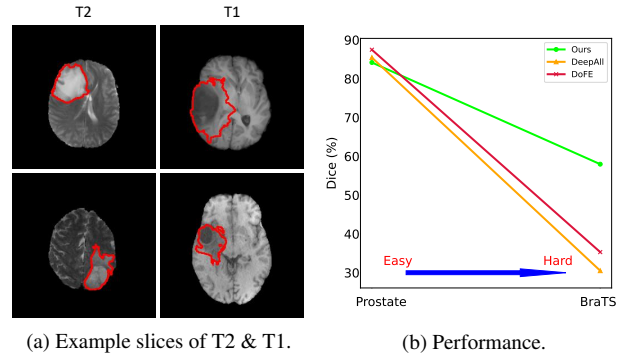 T2 T1
90
80
70
60
50
40
30
Dice (%)
Ours
DeepAll
DoFE
Easy Hard
Prostate BraTS
(a) Example slices of T2 & T1.
(b) Performance.